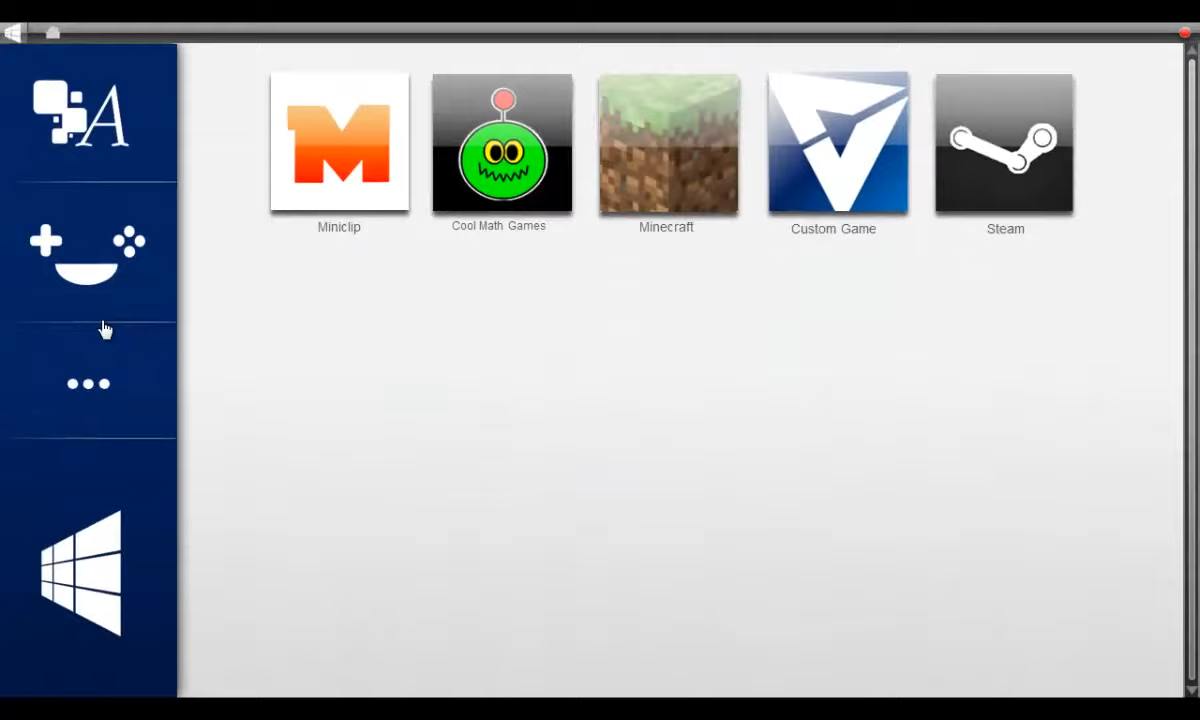 A
M
Miniclip
Cool Math Games
Minecraft
Custom Game
Steam